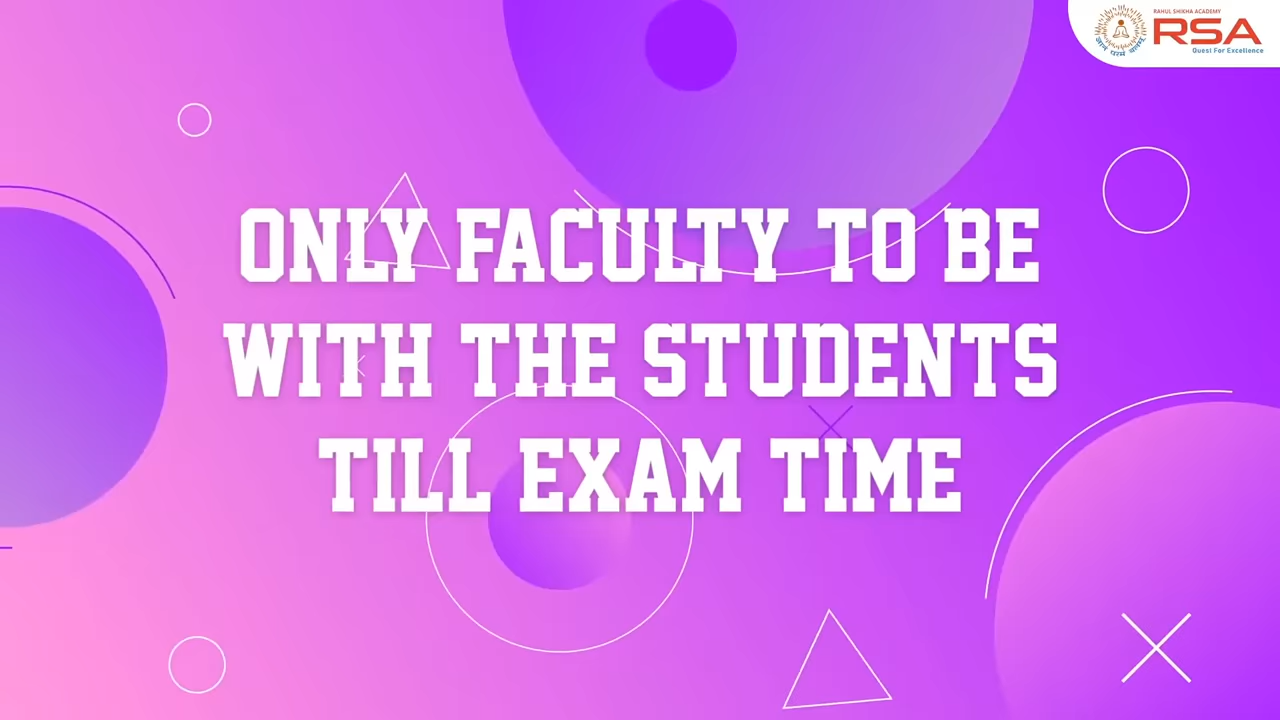 RAHUL SHIKHA ACADEMY
RSA
Quest For Excellence
ONLY FACULTY TO BE
WITH THE STUDENTS
TILL EXAM TIME